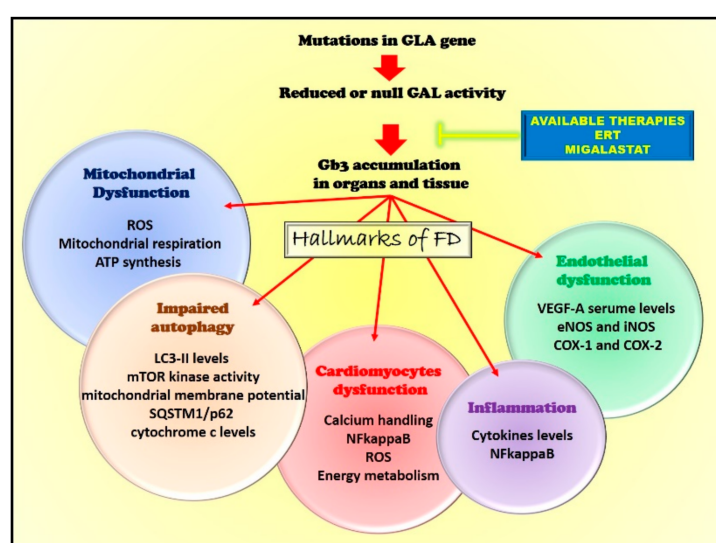 Mutations in GLA gene
Reduced or null GAL activity
AVAILABLE THERAPIES
ERT
MIGALASTAT
Gb3 accumulation
in organs and tissue
Hallmarks of FD
Mitochondrial
Dysfunction
ROS
Mitochondrial respiration
ATP synthesis
Impaired
autophagy
LC3-II levels
mTOR kinase activity
mitochondrial membrane potential
SQSTM1/p62
cytochrome c levels
Cardiomyocytes
dysfunction
Calcium handling
NFkappaB
ROS
Energy metabolism
Inflammation
Cytokines levels
NFkappaB
Endothelial
dysfunction
VEGF-A serume levels
eNOS and iNOS
COX-1 and COX-2